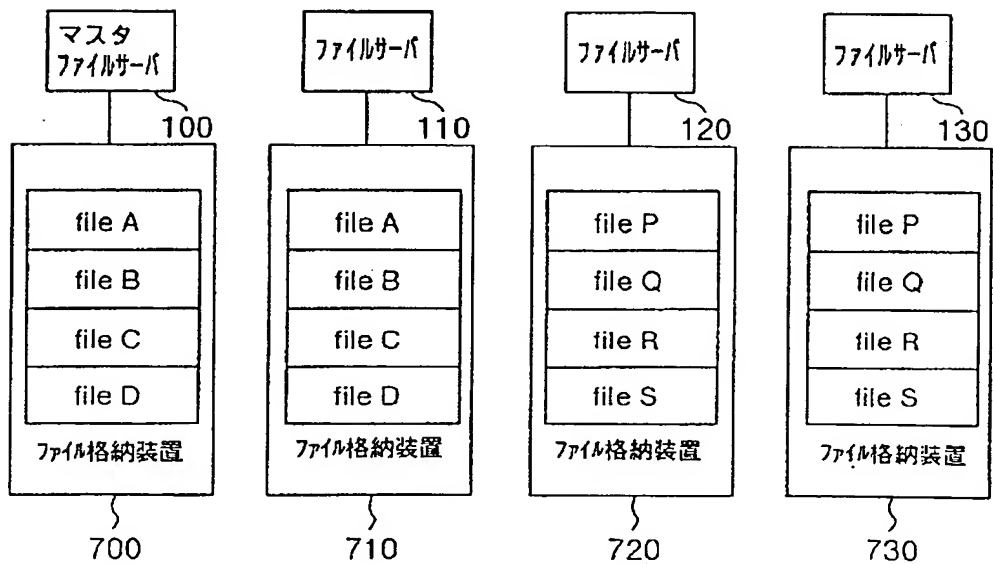 マスタ
ファイルサーバ
100
file A
file B
file C
file D
ファイル格納装置
700
ファイルサーバ
110
file A
file B
file C
file D
ファイル格納装置
710
ファイルサーバ
120
file P
file Q
file R
file S
ファイル格納装置
720
ファイルサーバ
130
file P
file Q
file R
file S
ファイル格納装置
730